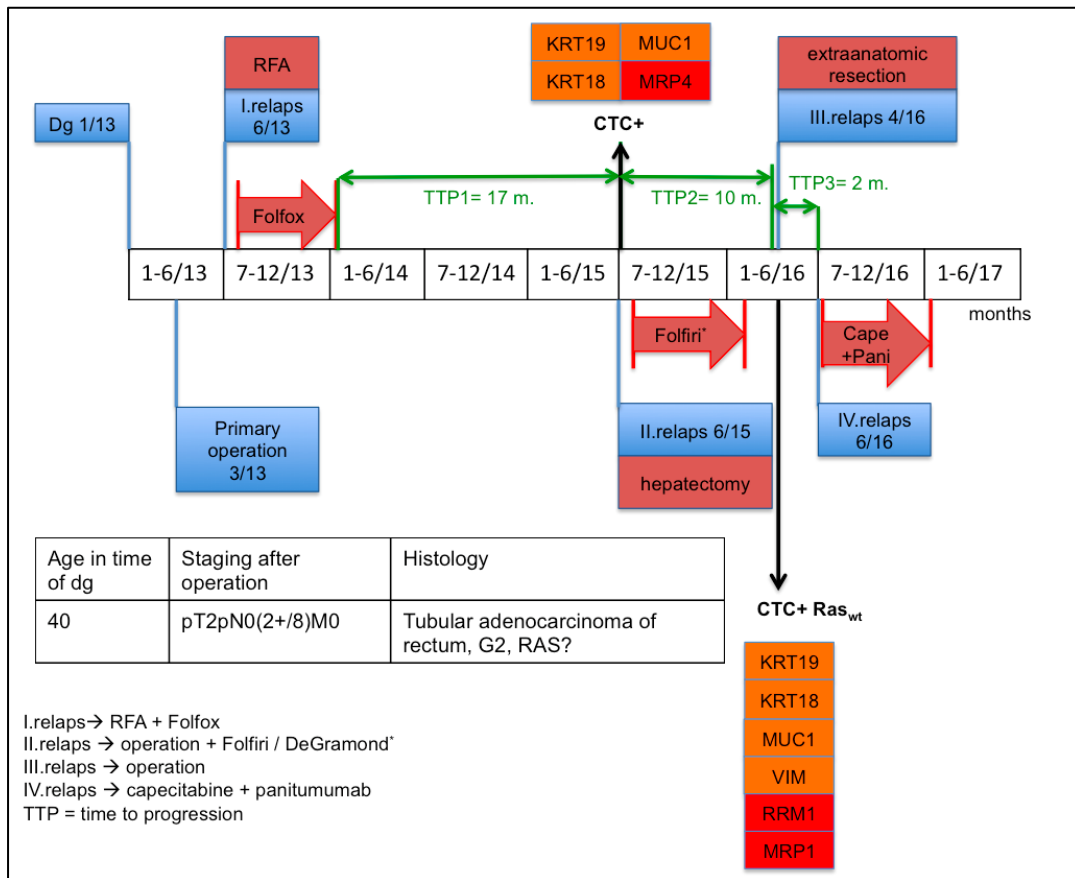 KRT19
MUC1
KRT18
MRP4
CTC+
RFA
I.relaps
6/13
Dg 1/13
extraanatomic
resection
III.relaps 4/16
TTP1= 17 m.
TTP2= 10 m.
TTP3= 2 m.
Folfox
1-6/13
7-12/13
1-6/14
7-12/14
1-6/15
7-12/15
1-6/16
7-12/16
1-6/17
months
Folfiri*
Cape
+Pani
Primary
operation
3/13
II.relaps 6/15
hepatectomy
IV.relaps
6/16
Age in time
of dg
Staging after
operation
Histology
40
pT2pN0(2+/8)M0
Tubular adenocarcinoma of
rectum, G2, RAS?
CTC+ Raswt
KRT19
KRT18
MUC1
VIM
RRM1
MRP1
I.relaps→ RFA + Folfox
II.relaps → operation + Folfiri / DeGramond*
III.relaps → operation
IV.relaps → capecitabine + panitumumab
TTP = time to progression